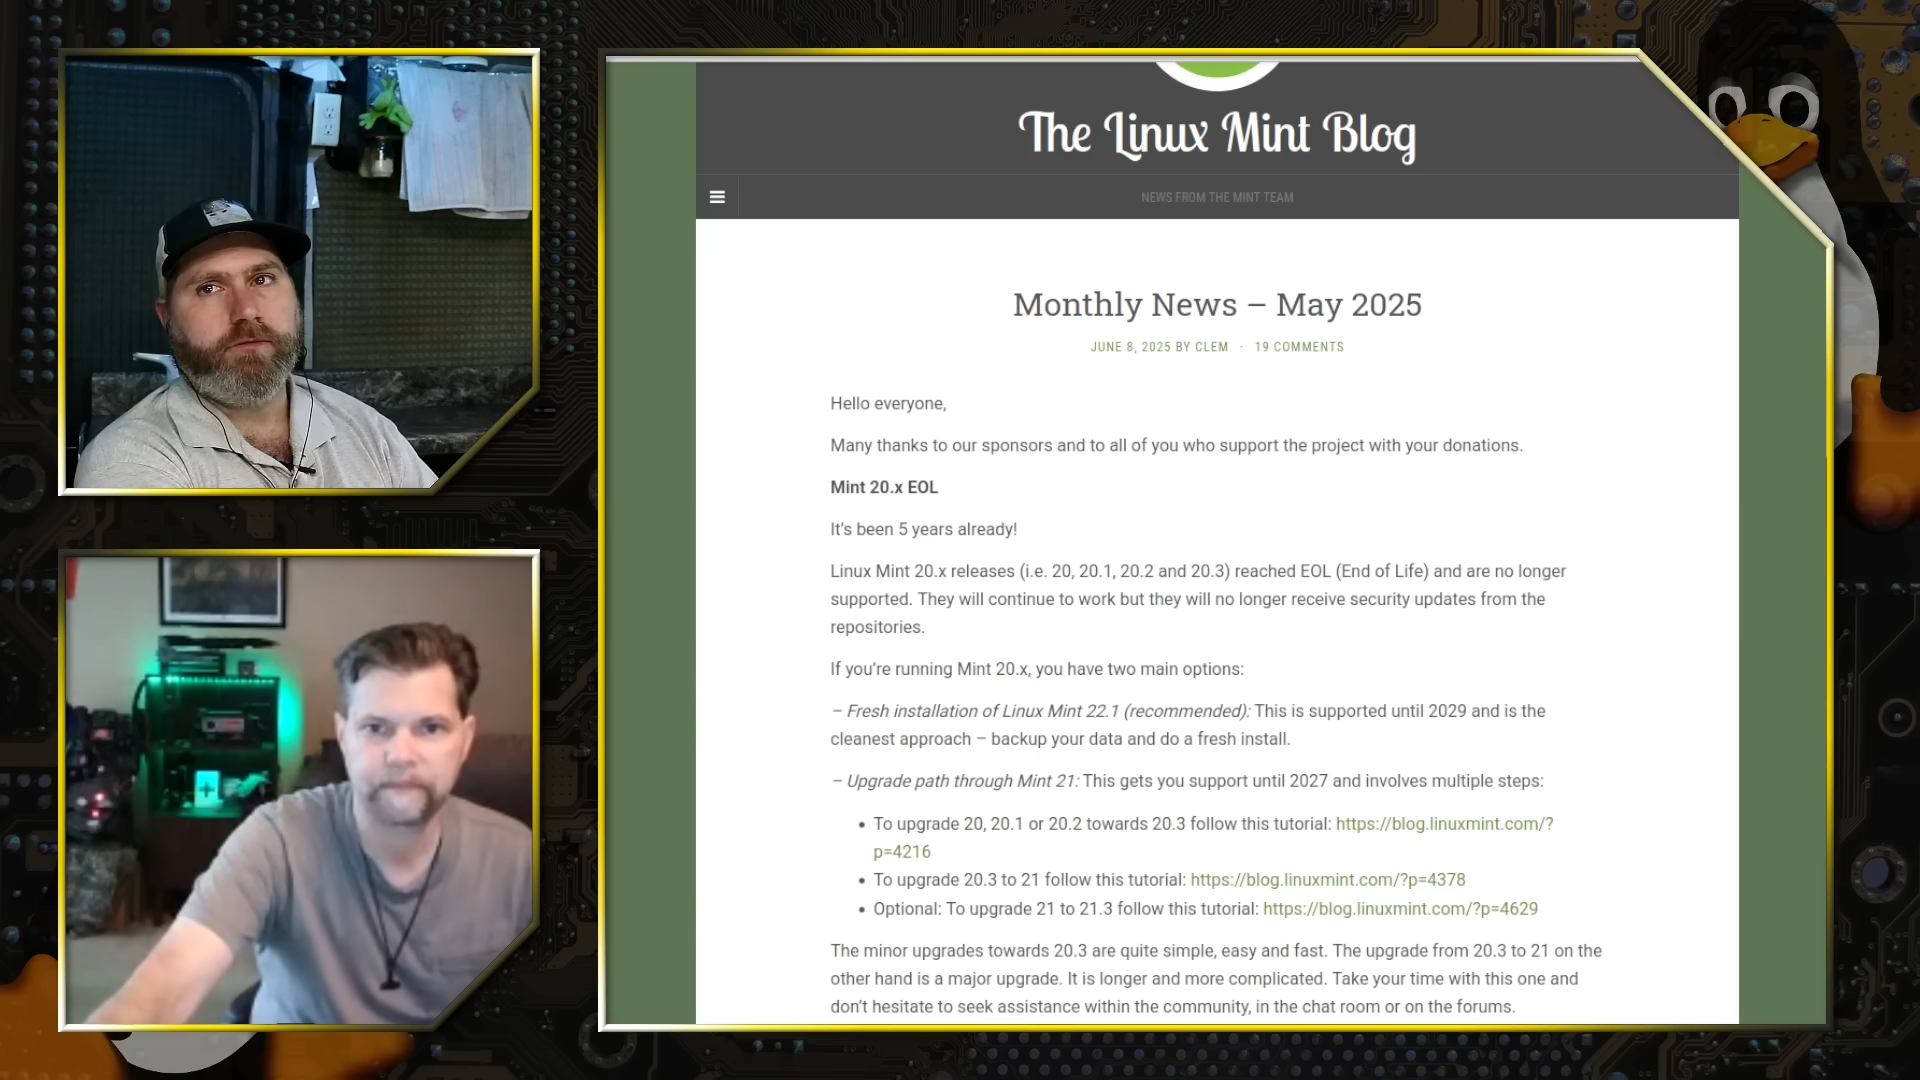 The Linux Mint Blog
NEWS FROM THE MINT TEAM
Monthly News – May 2025
JUNE 8, 2025 BY CLEM · 19 COMMENTS
Hello everyone,
Many thanks to our sponsors and to all of you who support the project with your donations.
Mint 20.x EOL
It’s been 5 years already!
Linux Mint 20.x releases (i.e. 20, 20.1, 20.2 and 20.3) reached EOL (End of Life) and are no longer
supported. They will continue to work but they will no longer receive security updates from the
repositories.
If you’re running Mint 20.x, you have two main options:
– Fresh installation of Linux Mint 22.1 (recommended): This is supported until 2029 and is the
cleanest approach – backup your data and do a fresh install.
– Upgrade path through Mint 21: This gets you support until 2027 and involves multiple steps:
• To upgrade 20, 20.1 or 20.2 towards 20.3 follow this tutorial: https://blog.linuxmint.com/?
p=4216
• To upgrade 20.3 to 21 follow this tutorial: https://blog.linuxmint.com/?p=4378
• Optional: To upgrade 21 to 21.3 follow this tutorial: https://blog.linuxmint.com/?p=4629
The minor upgrades towards 20.3 are quite simple, easy and fast. The upgrade from 20.3 to 21 on the
other hand is a major upgrade. It is longer and more complicated. Take your time with this one and
don’t hesitate to seek assistance within the community, in the chat room or on the forums.